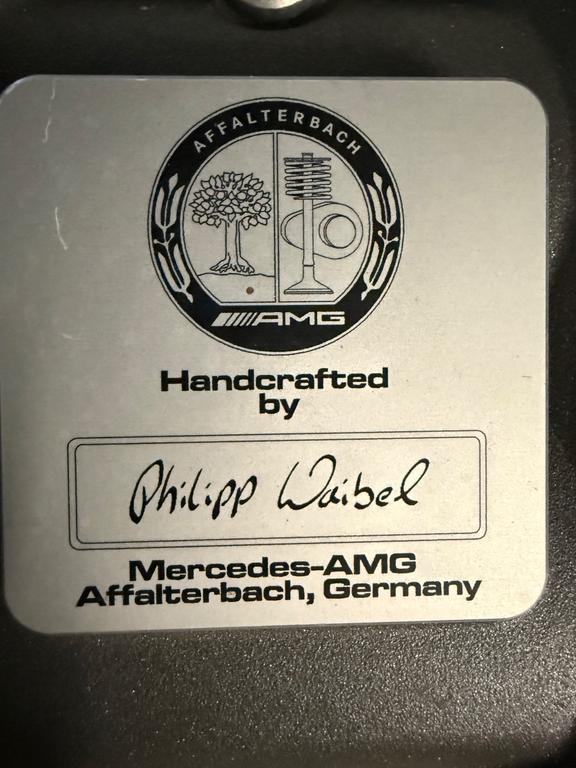 AFFALTERBACH
AMG
Handcrafted
by
Philipp Waibel
Mercedes-AMG
Affalterbach, Germany